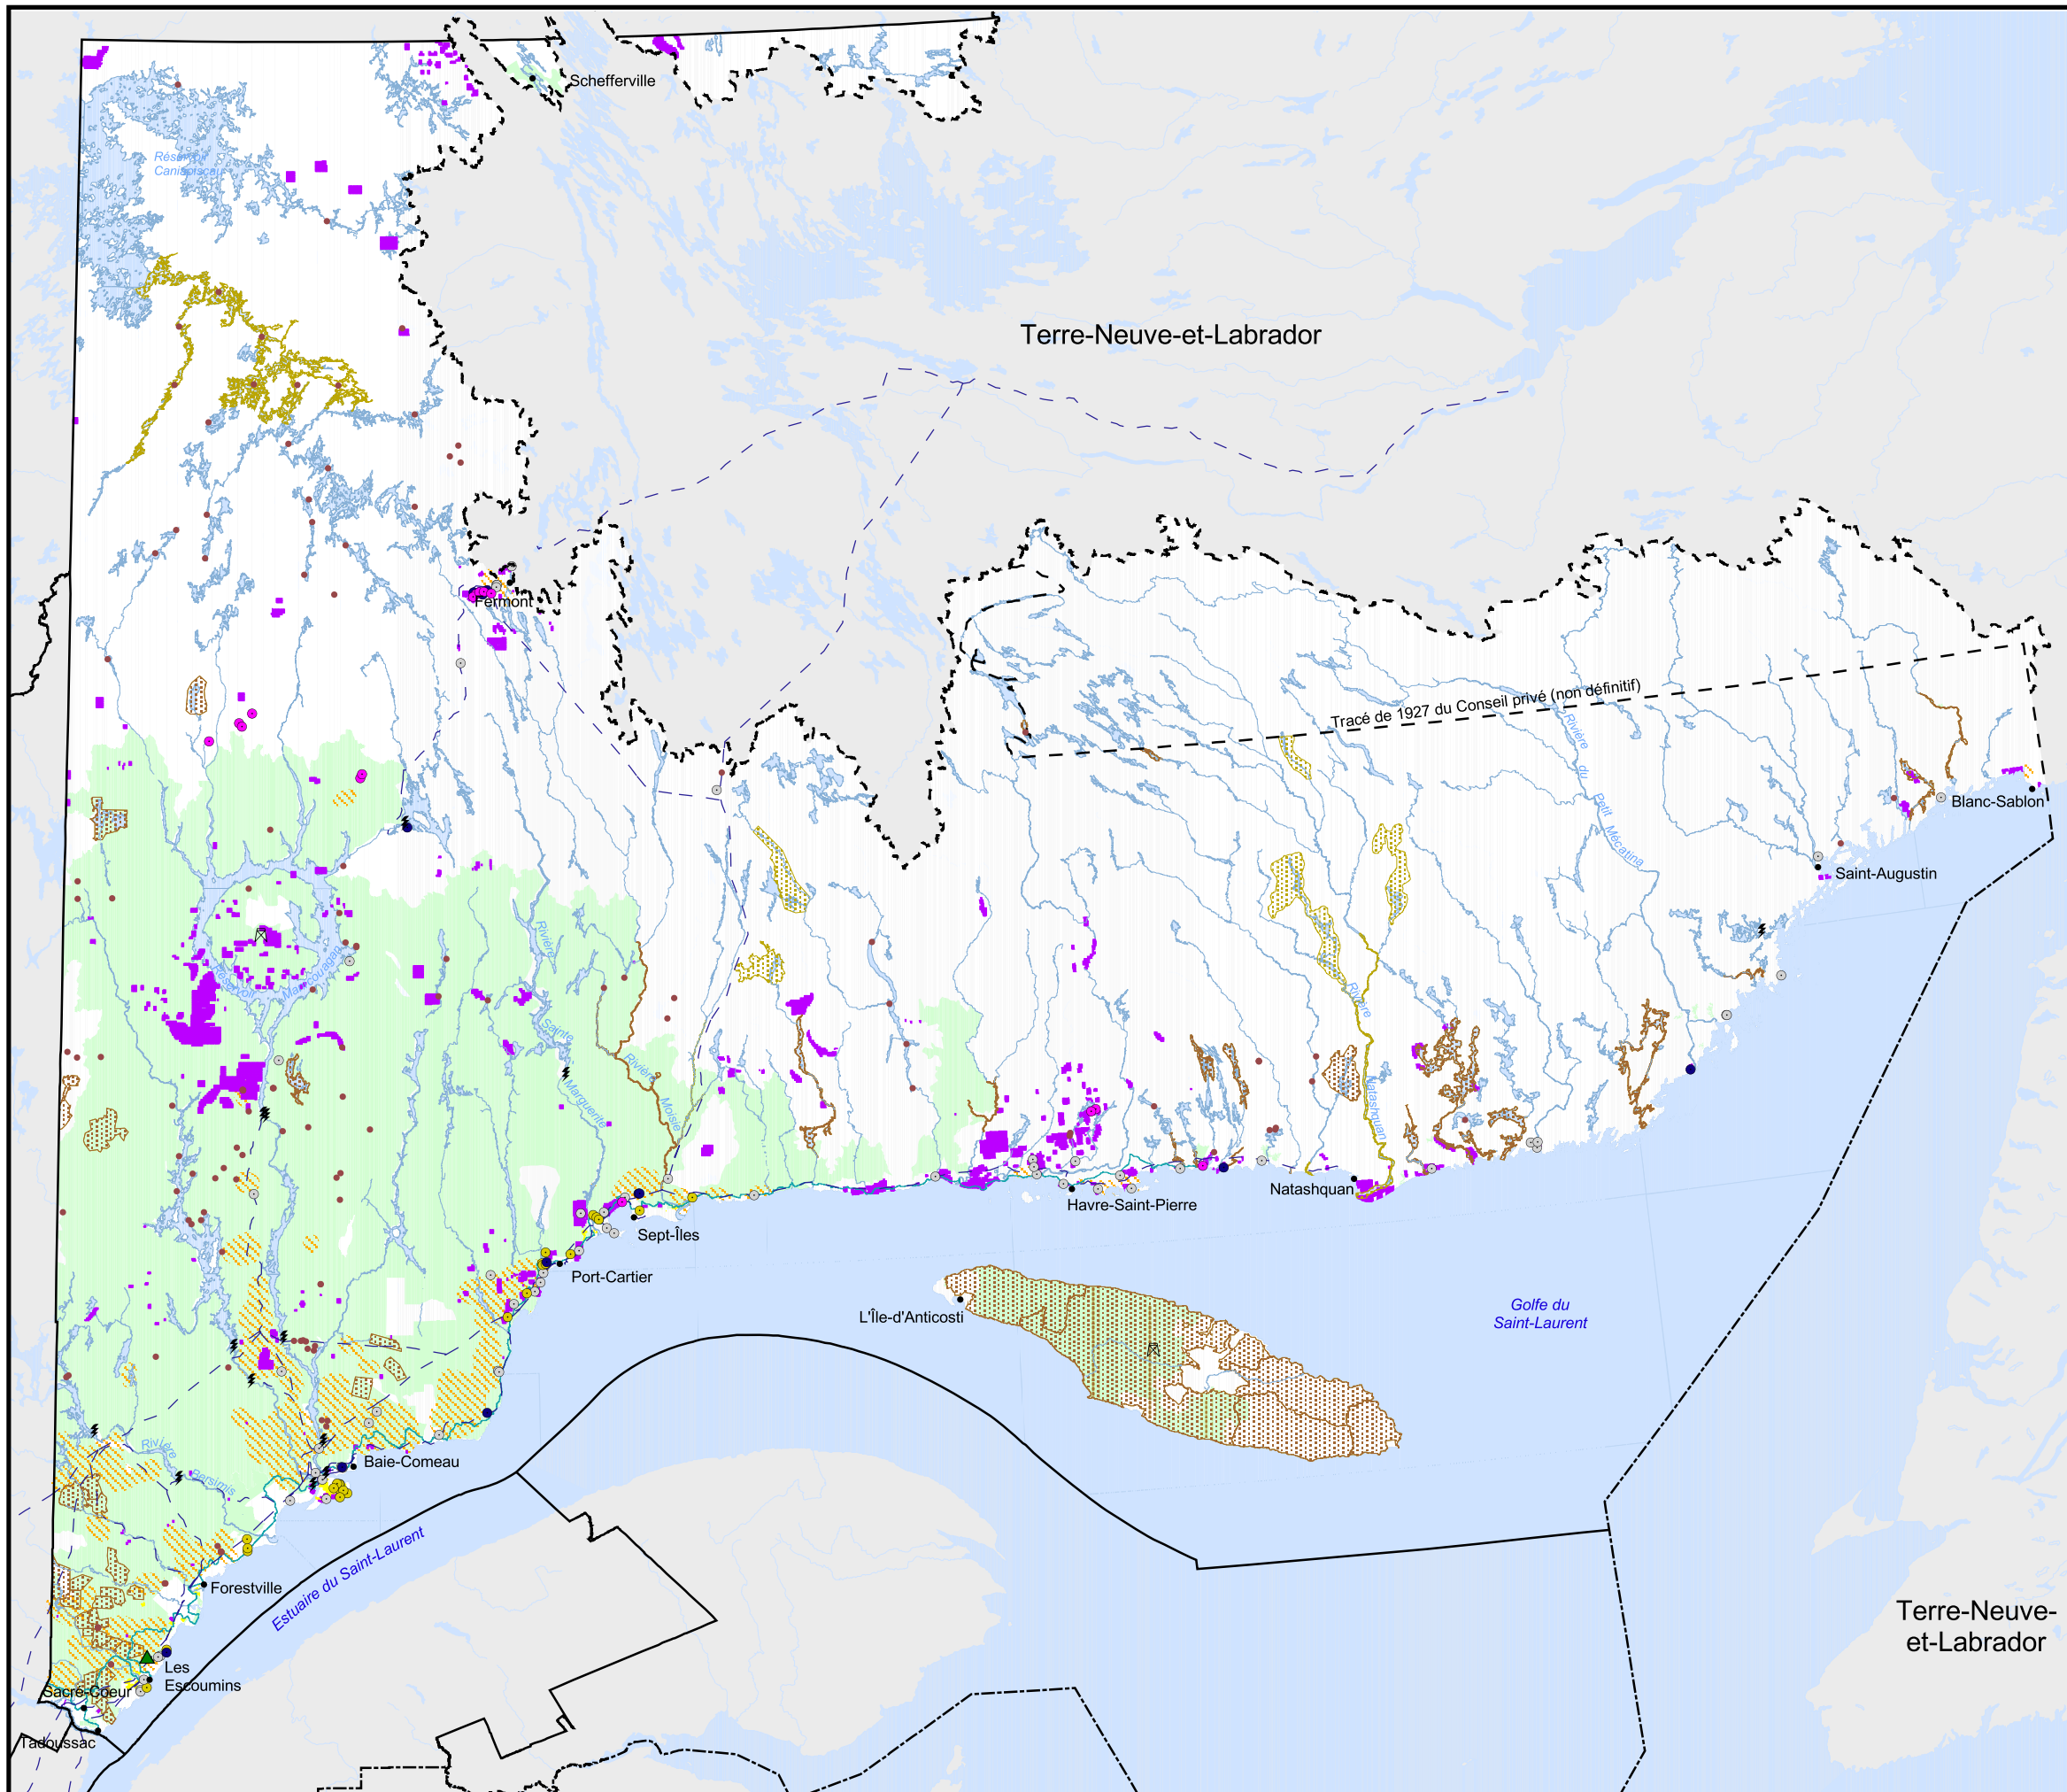 Schefferville
Réservoir
Caniapiscau
Terre-Neuve-et-Labrador
Fermont
Tracé de 1927 du Conseil privé (non définitif)
Rivière du Petit Mécatina
Blanc-Sablon
Saint-Augustin
Rivière
Sainte
Marguerite
Réservoir Manicouagan
Rivière
Moisie
Rivière
Natashquan
Natashquan
Havre-Saint-Pierre
Sept-Îles
Port-Cartier
L'Île-d'Anticosti
Golfe du
Saint-Laurent
Baie-Comeau
Rivière
Betsiamites
Estuaire du Saint-Laurent
Forestville
Terre-Neuve-
et-Labrador
Les
Escoumins
Sacré-Coeur
Tadoussac